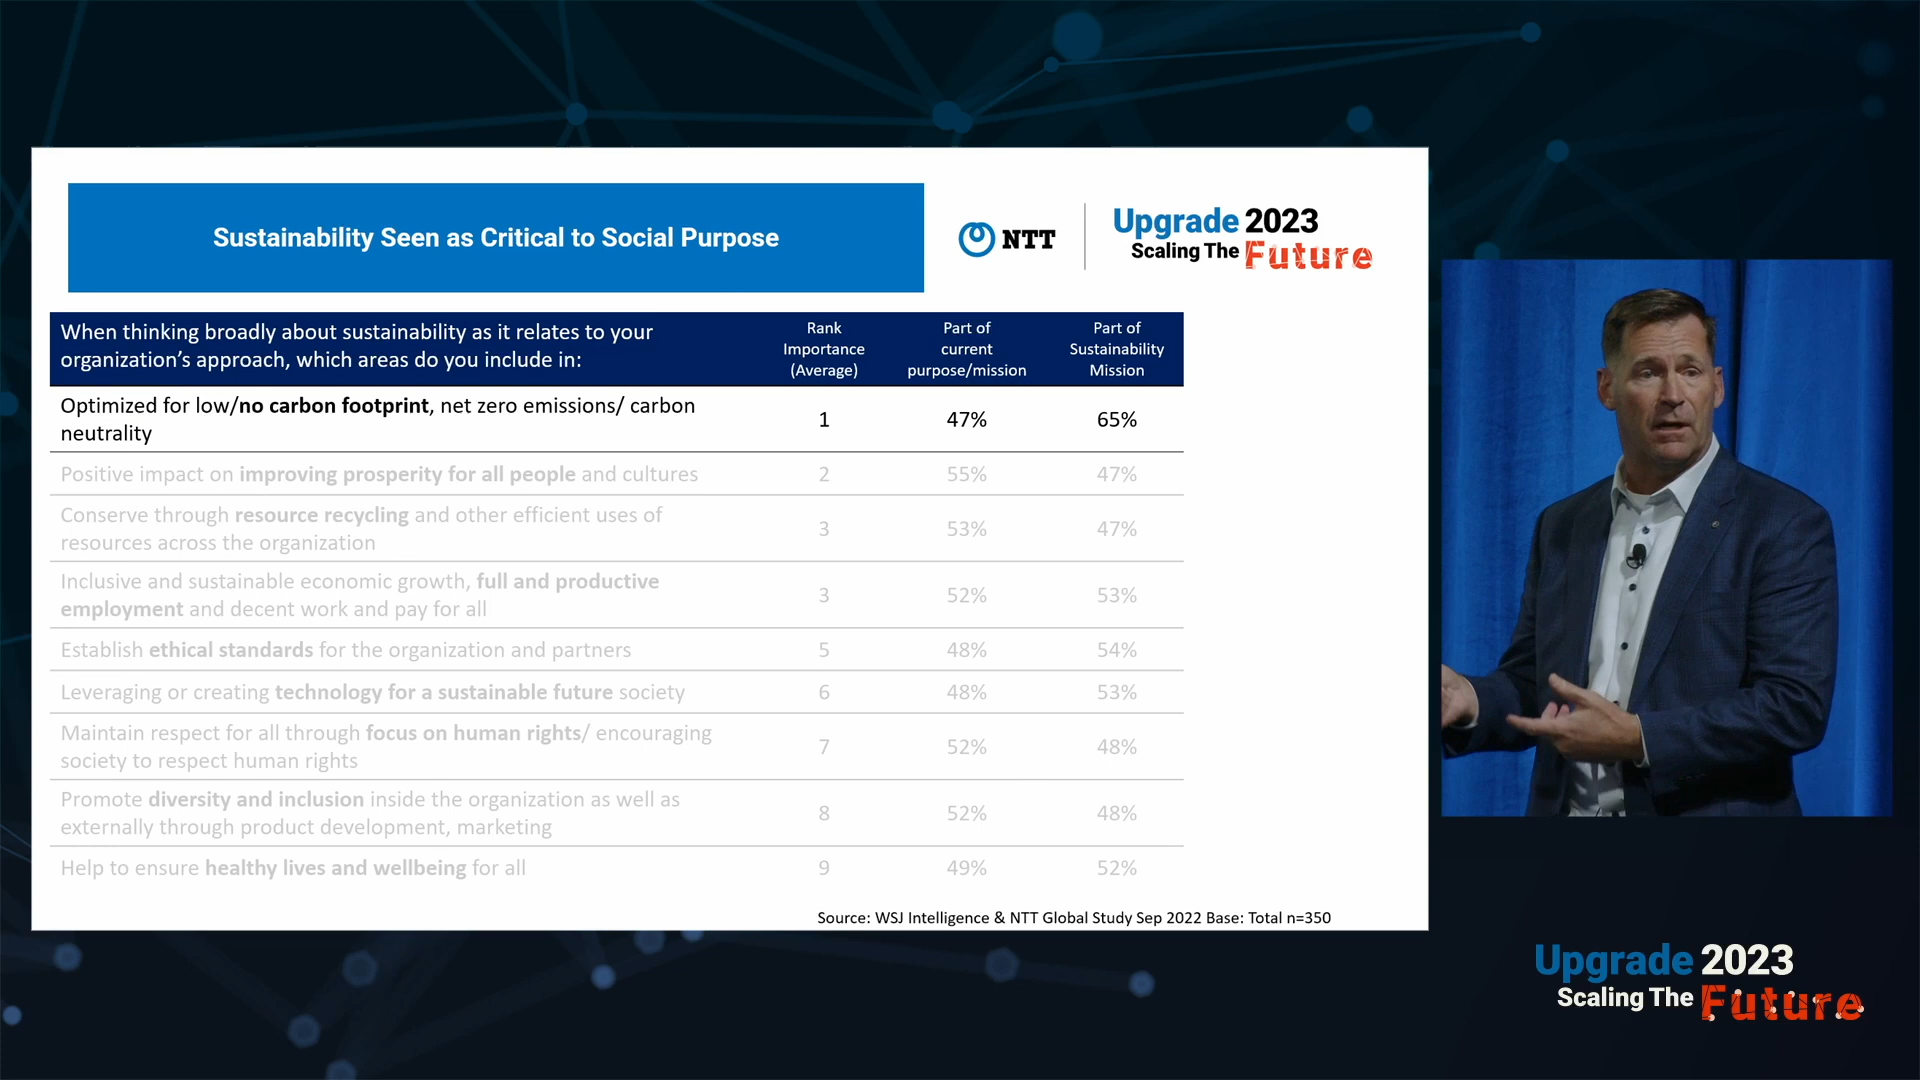 Sustainability Seen as Critical to Social Purpose
NTT
Upgrade 2023
Scaling The Future
When thinking broadly about sustainability as it relates to your
organization’s approach, which areas do you include in:
Rank
Importance
(Average)
Part of
current
purpose/mission
Part of
Sustainability
Mission
Optimized for low/no carbon footprint, net zero emissions/ carbon
neutrality
1
47%
65%
Positive impact on improving prosperity for all people and cultures
2
55%
47%
Conserve through resource recycling and other efficient uses of
resources across the organization
3
53%
47%
Inclusive and sustainable economic growth, full and productive
employment and decent work and pay for all
3
52%
53%
Establish ethical standards for the organization and partners
5
48%
54%
Leveraging or creating technology for a sustainable future society
6
48%
53%
Maintain respect for all through focus on human rights/ encouraging
society to respect human rights
7
52%
48%
Promote diversity and inclusion inside the organization as well as
externally through product development, marketing
8
52%
48%
Help to ensure healthy lives and wellbeing for all
9
49%
52%
Source: WSJ Intelligence & NTT Global Study Sep 2022 Base: Total n=350
Upgrade 2023
Scaling The Future